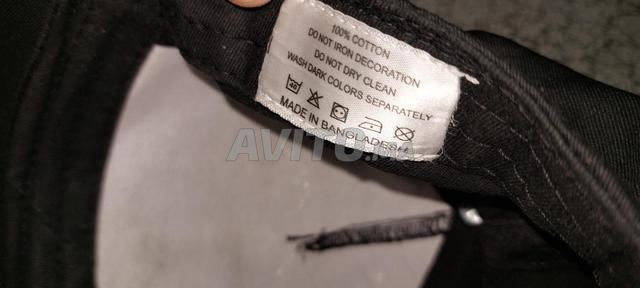 100% COTTON
DO NOT IRON DECORATION
DO NOT DRY CLEAN
WASH DARK COLORS SEPARATELY
MADE IN BANGLADESH
AVITO.ma